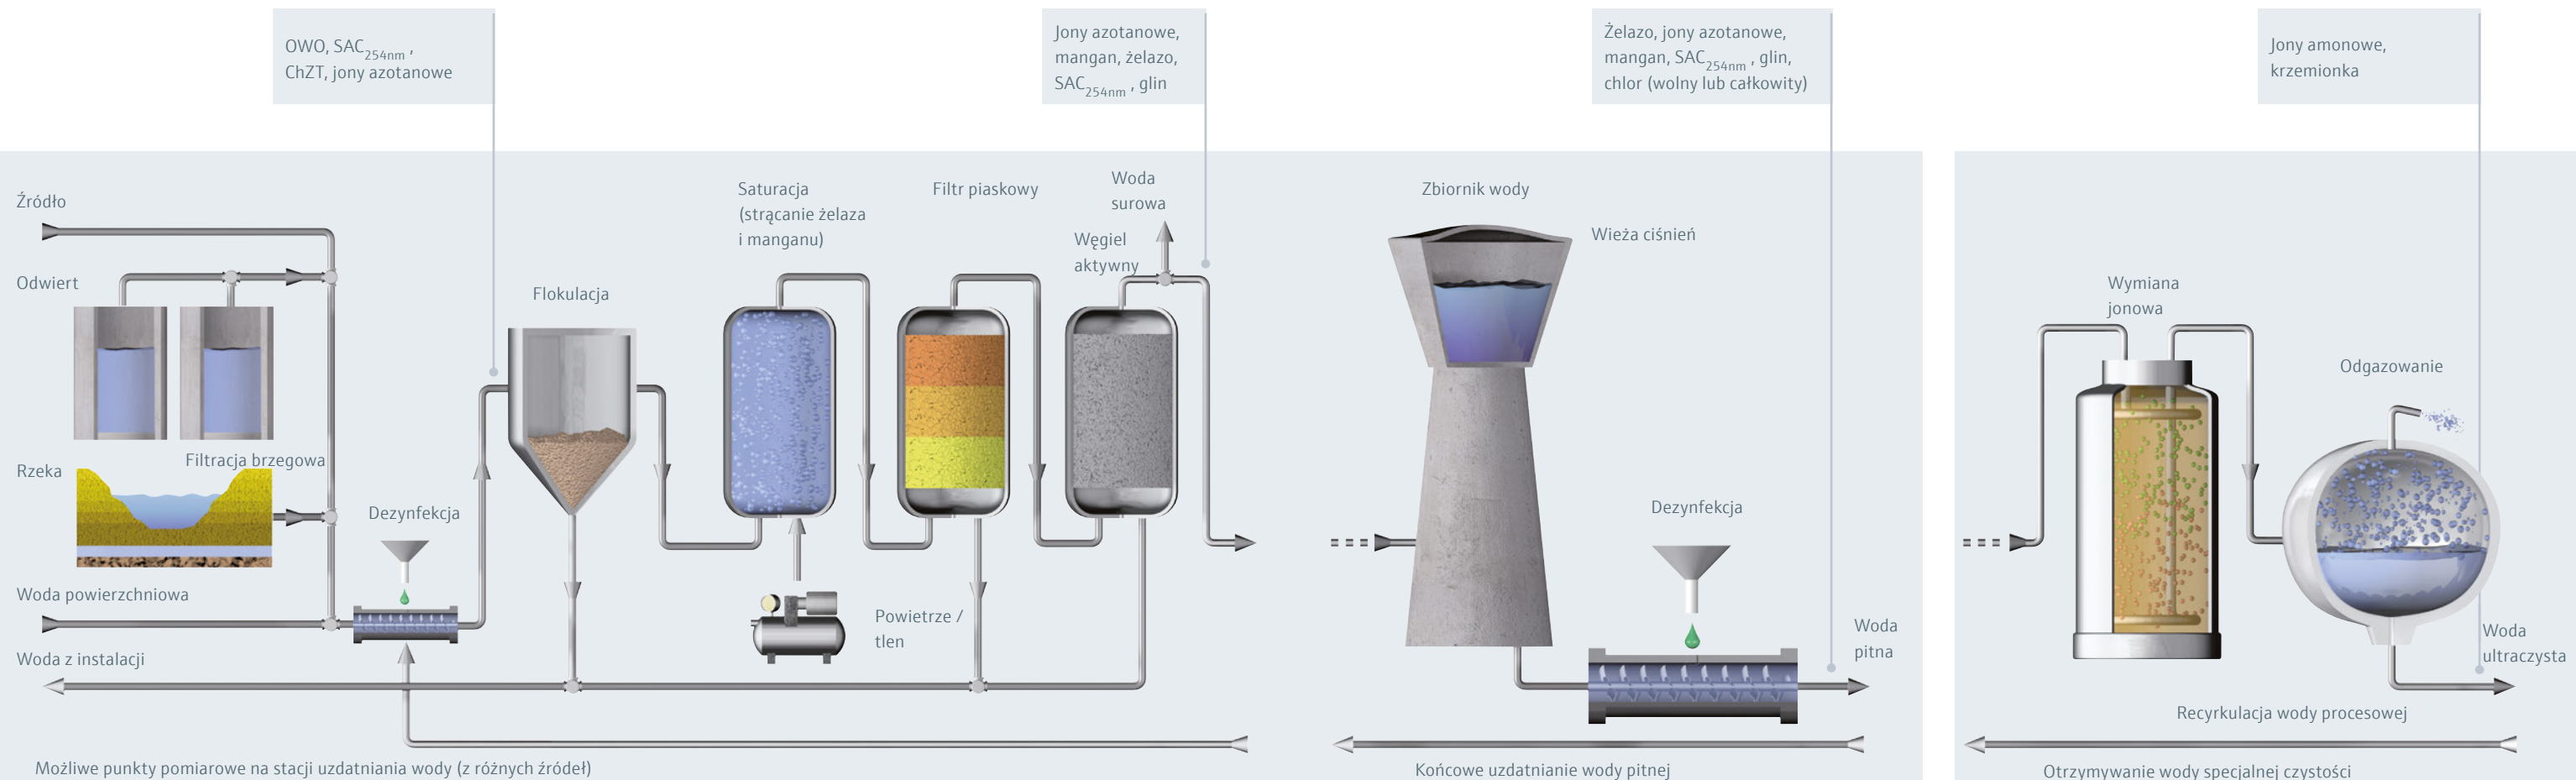 OWO, SAC254nm ,
ChZT, jony azotanowe
Jony azotanowe,
mangan, żelazo,
SAC254nm , glin
Żelazo, jony azotanowe,
mangan, SAC254nm , glin,
chlor (wolny lub całkowity)
Jony amonowe,
krzemionka
Źródło
Odwiert
Rzeka
Filtracja brzegowa
Woda powierzchniowa
Woda z instalacji
Dezynfekcja
Flokulacja
Saturacja
(strącanie żelaza
i manganu)
Powietrze /
tlen
Filtr piaskowy
Węgiel
aktywny
Woda
surowa
Możliwe punkty pomiarowe na stacji uzdatniania wody (z różnych źródeł)
Zbiornik wody
Wieża ciśnień
Dezynfekcja
Woda
pitna
Końcowe uzdatnianie wody pitnej
Wymiana
jonowa
Odgazowanie
Woda
ultraczysta
Recyrkulacja wody procesowej
Otrzymywanie wody specjalnej czystości